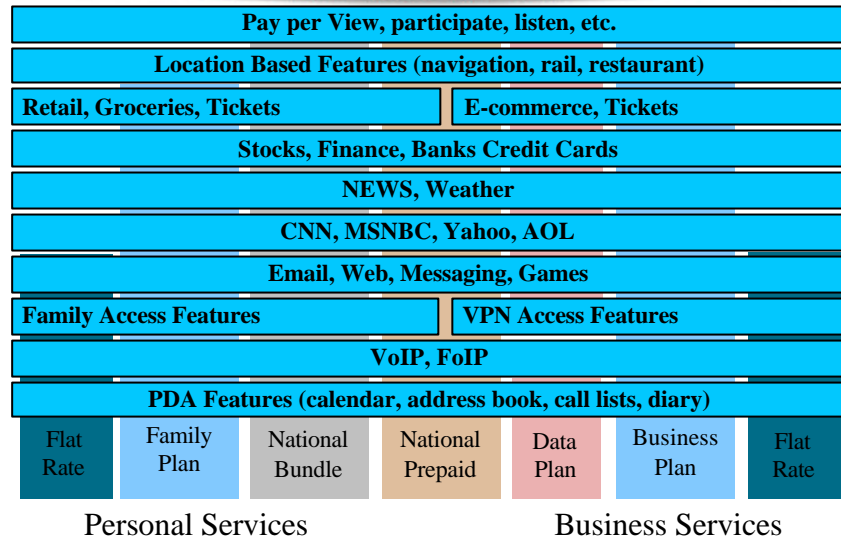 Pay per View, participate, listen, etc.
Location Based Features (navigation, rail, restaurant)
Retail, Groceries, Tickets
E-commerce, Tickets
Stocks, Finance, Banks Credit Cards
NEWS, Weather
CNN, MSNBC, Yahoo, AOL
Email, Web, Messaging, Games
Family Access Features
VPN Access Features
VoIP, FoIP
PDA Features (calendar, address book, call lists, diary)
Flat
Rate
Family
Plan
National
Bundle
National
Prepaid
Data
Plan
Business
Plan
Flat
Rate
Personal Services
Business Services